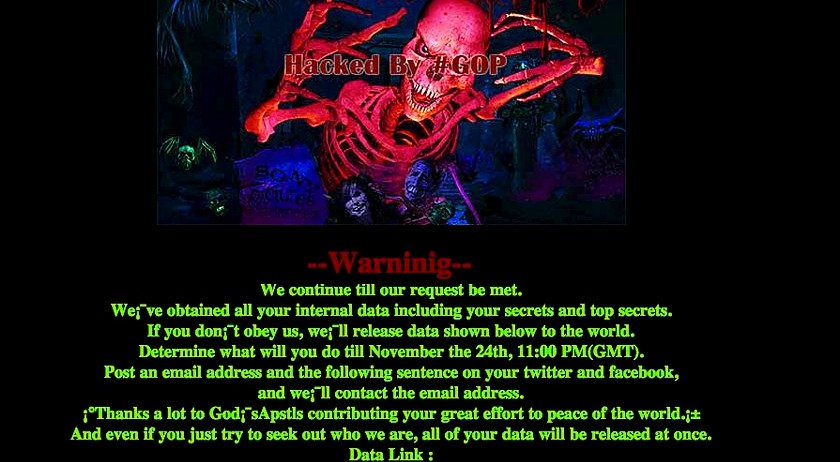 Hacked By #GOP
--Warninig--
We continue till our request be met.
We¡¯ve obtained all your internal data including your secrets and top secrets.
If you don¡¯t obey us, we¡¯ll release data shown below to the world.
Determine what will you do till November the 24th, 11:00 PM(GMT).
Post an email address and the following sentence on your twitter and facebook,
and we¡¯ll contact the email address.
¡°Thanks a lot to God¡¯sApstls contributing your great effort to peace of the world.¡±
And even if you just try to seek out who we are, all of your data will be released at once.
Data Link :